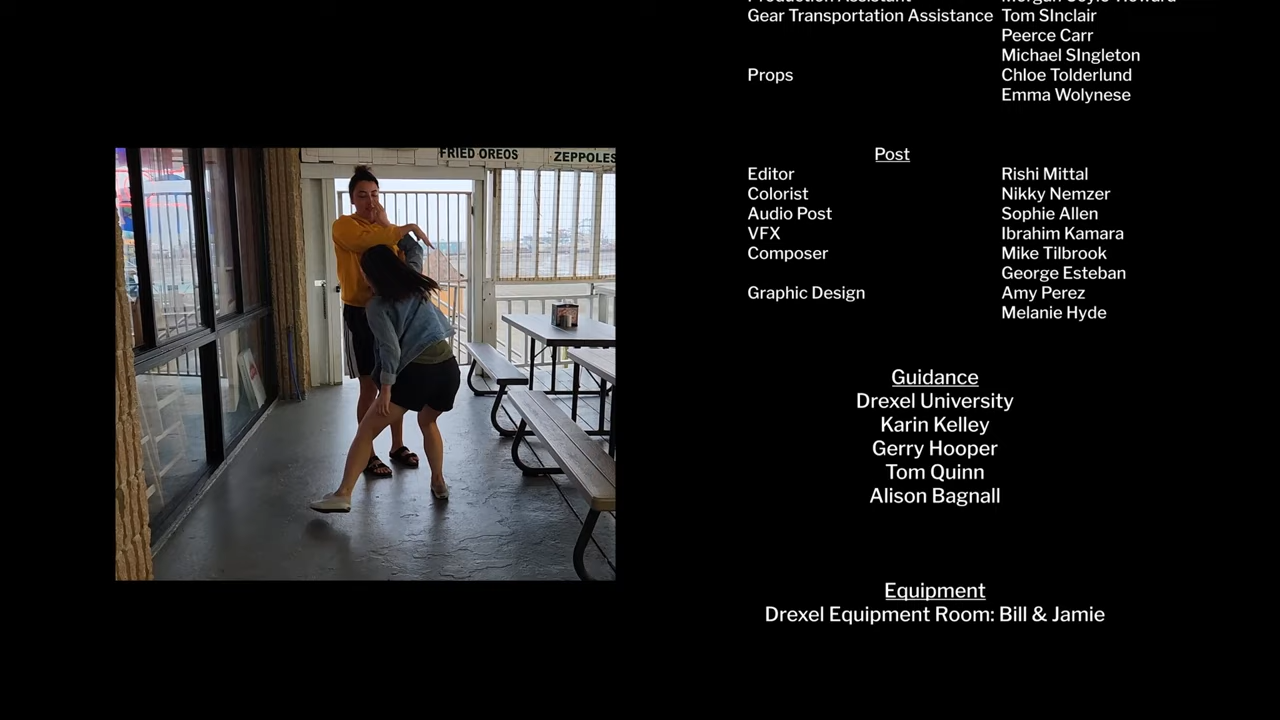 Gear Transportation Assistance Tom SInclair
Peerce Carr
Michael SIngleton
Props Chloe Tolderlund
Emma Wolynese
Post
Editor Rishi Mittal
Colorist Nikky Nemzer
Audio Post Sophie Allen
VFX Ibrahim Kamara
Composer Mike Tilbrook
George Esteban
Graphic Design Amy Perez
Melanie Hyde
Guidance
Drexel University
Karin Kelley
Gerry Hooper
Tom Quinn
Alison Bagnall
Equipment
Drexel Equipment Room: Bill & Jamie
FRIED OREOS ZEPPOLES